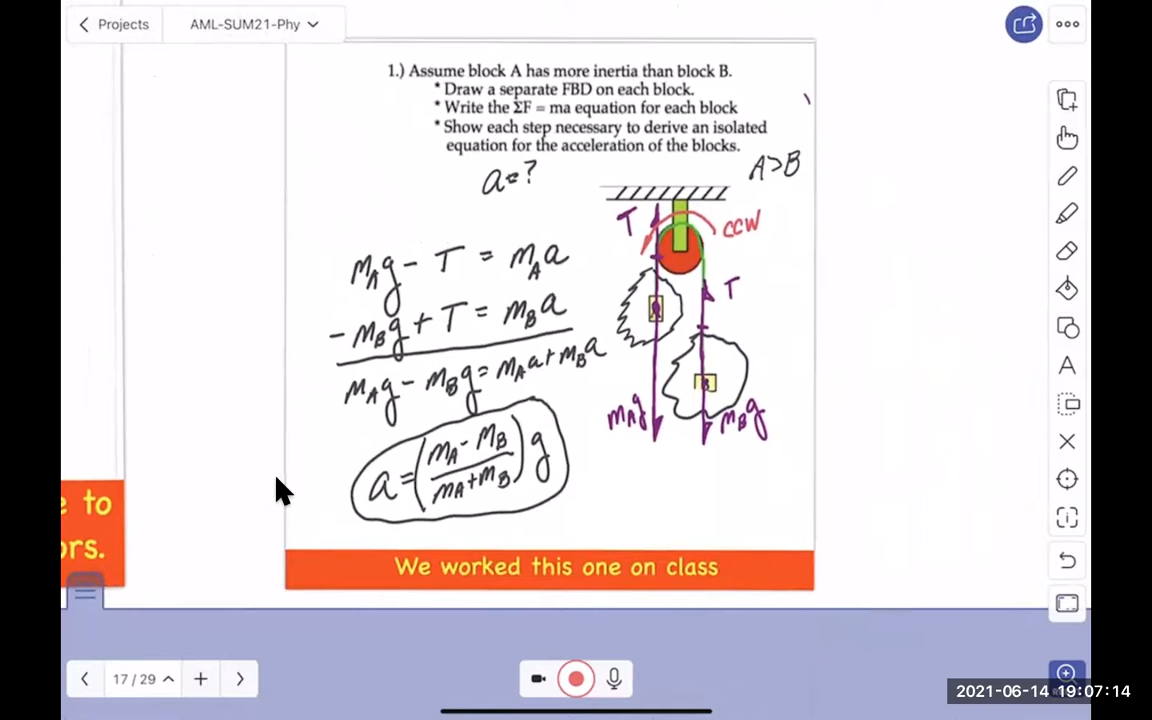 Projects
AML-SUM21-Phy
1.) Assume block A has more inertia than block B.
* Draw a separate FBD on each block.
* Write the ΣF = ma equation for each block
* Show each step necessary to derive an isolated
equation for the acceleration of the blocks.
a = ?
A > B
T
CCW
mAg - T = mAa
T
- mBg + T = mBa
mAg - mBg = mAa + mBa
B
mAg
mBg
a = (mA - mB / mA + mB) g
e to
ors.
We worked this one on class
17 / 29
2021-06-14 19:07:14